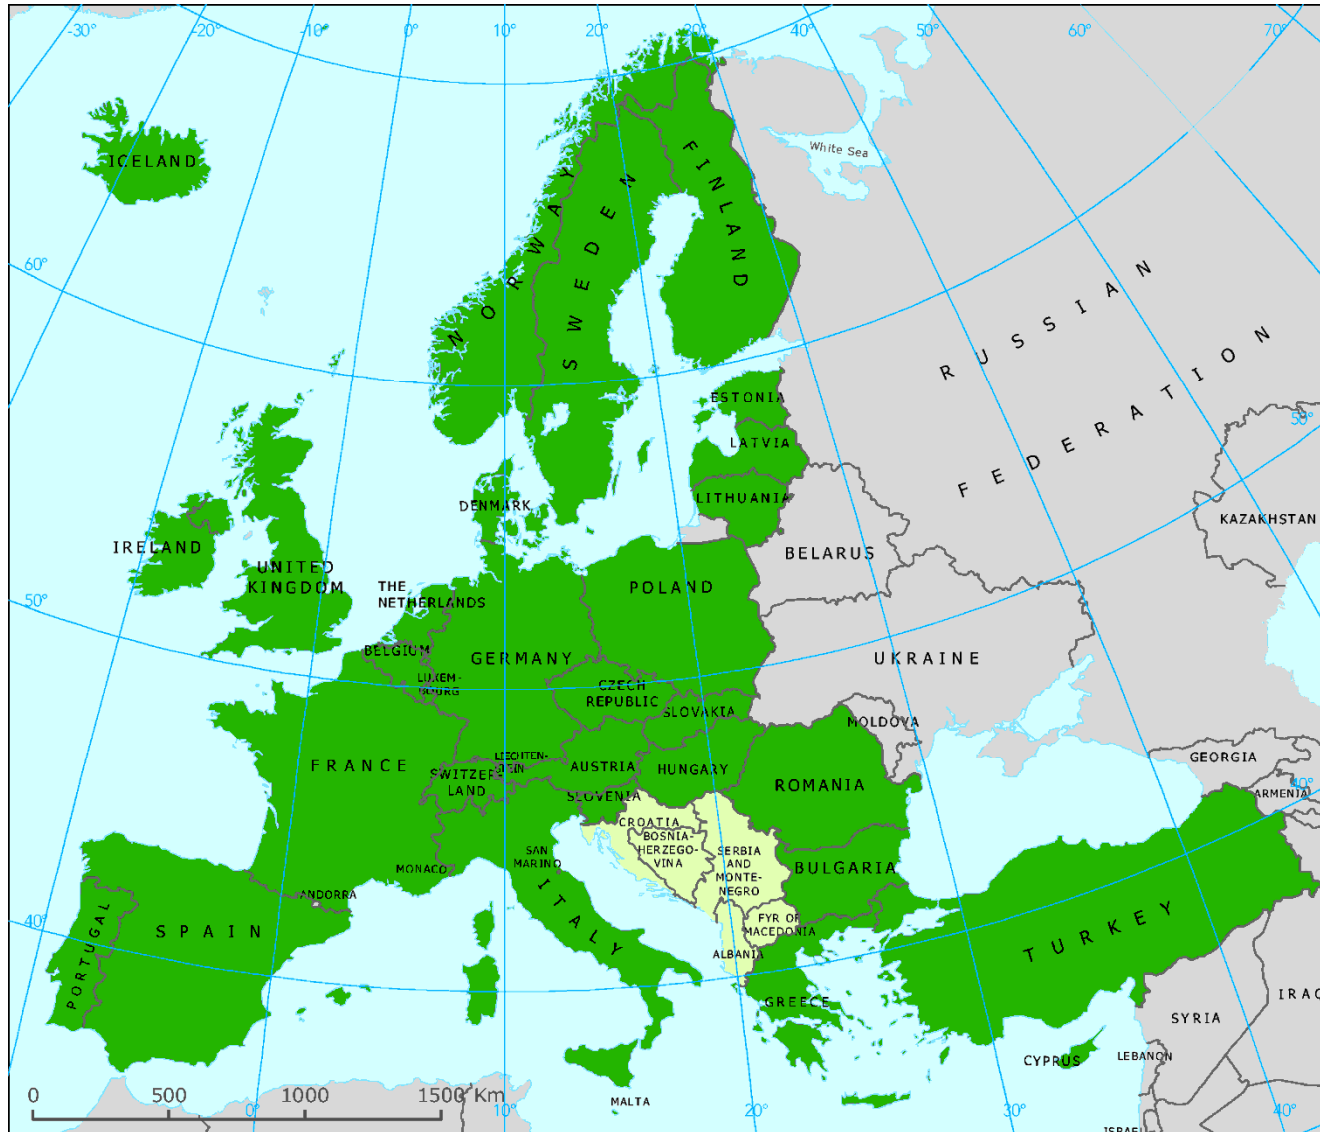 -30°
-20°
-10°
0°
10°
20°
30°
40°
50°
60°
70°
ICELAND
White Sea
FINLAND
NORWAY
SWEDEN
60°
RUSSIAN
FEDERATION
ESTONIA
LATVIA
LITHUANIA
50°
KAZAKHSTAN
DENMARK
IRELAND
UNITED
KINGDOM
THE
NETHERLANDS
BELARUS
POLAND
50°
BELGIUM
LUXEM-
BOURG
GERMANY
CZECH
REPUBLIC
SLOVAKIA
UKRAINE
MOLDOVA
FRANCE
SWITZER-
LAND
LIECHTEN-
STEIN
AUSTRIA
HUNGARY
ROMANIA
GEORGIA
ARMENIA
40°
SLOVENIA
CROATIA
BOSNIA-
HERZEGO-
VINA
SERBIA
AND
MONTE-
NEGRO
BULGARIA
SAN
MARINO
MONACO
ANDORRA
ITALY
FYR OF
MACEDONIA
ALBANIA
GREECE
TURKEY
40°
PORTUGAL
SPAIN
SYRIA
IRAQ
CYPRUS
LEBANON
ISRAEL
MALTA
0
500
1000
1500 Km
0°
10°
20°
30°
40°